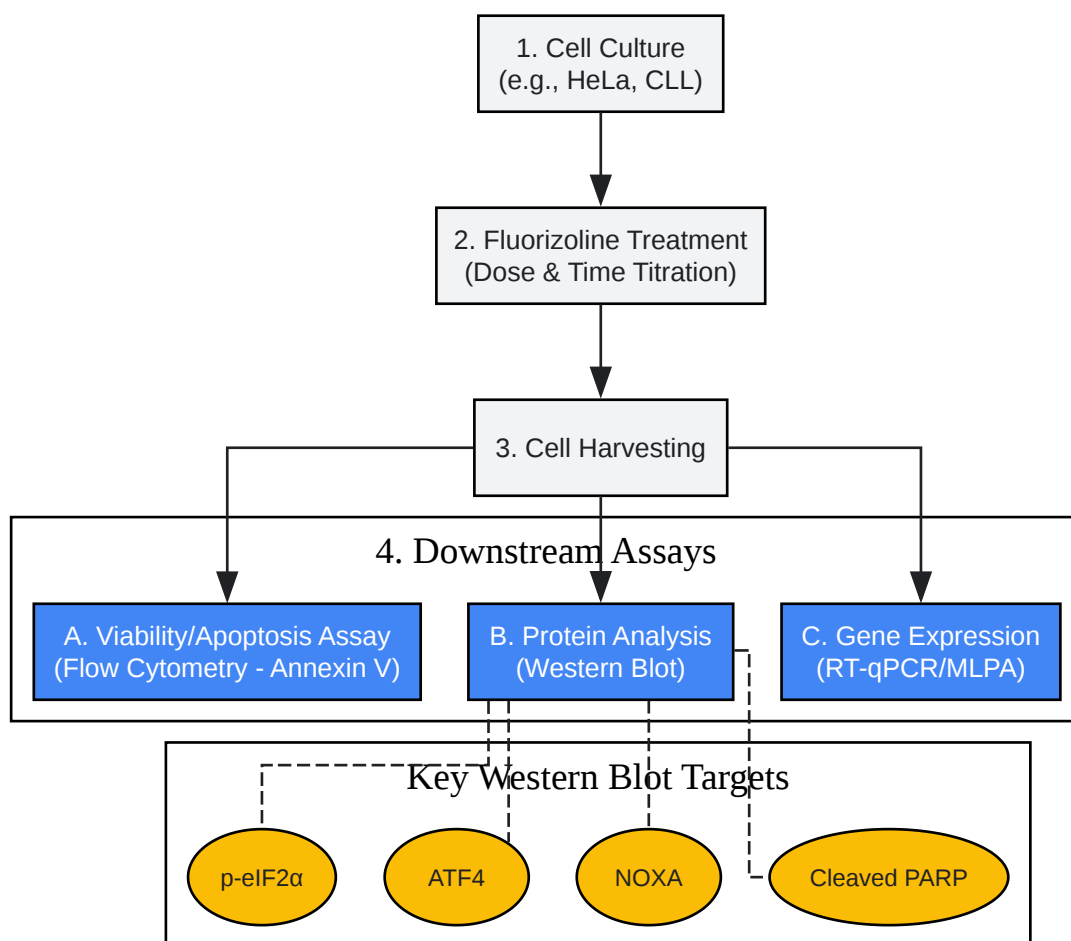 1. Cell Culture
(e.g., HeLa, CLL)
2. Fluorizoline Treatment
(Dose & Time Titration)
3. Cell Harvesting
4. Downstream Assays
A. Viability/Apoptosis Assay
(Flow Cytometry - Annexin V)
B. Protein Analysis
(Western Blot)
C. Gene Expression
(RT-qPCR/MLPA)
Key Western Blot Targets
p-eIF2α
ATF4
NOXA
Cleaved PARP